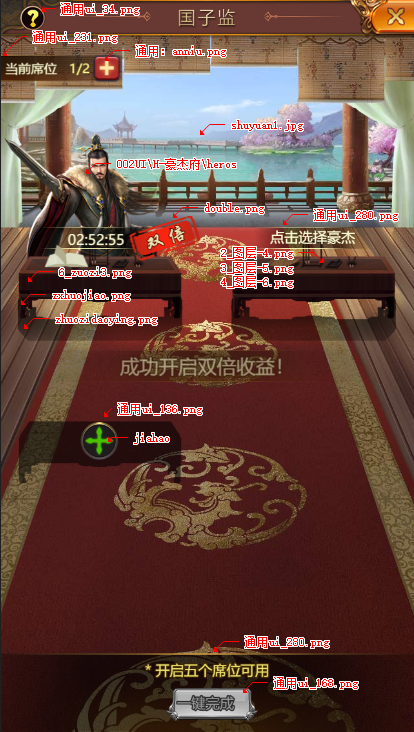 通用ui_34.png
国子监
通用ui_231.png
通用：anniu.png
当前席位 1/2
shuyuan1.jpg
002UI\H-豪杰府\heros
double.png
通用ui_280.png
02:52:55
双倍
点击选择豪杰
2_图层-4.png
3_图层-5.png
4_图层-6.png
6_zuozi3.png
zxhuojiao.png
zhuozidaoying.png
成功开启双倍收益!
通用ui_136.png
jiahao
通用ui_280.png
* 开启五个席位可用
通用ui_168.png
一键完成